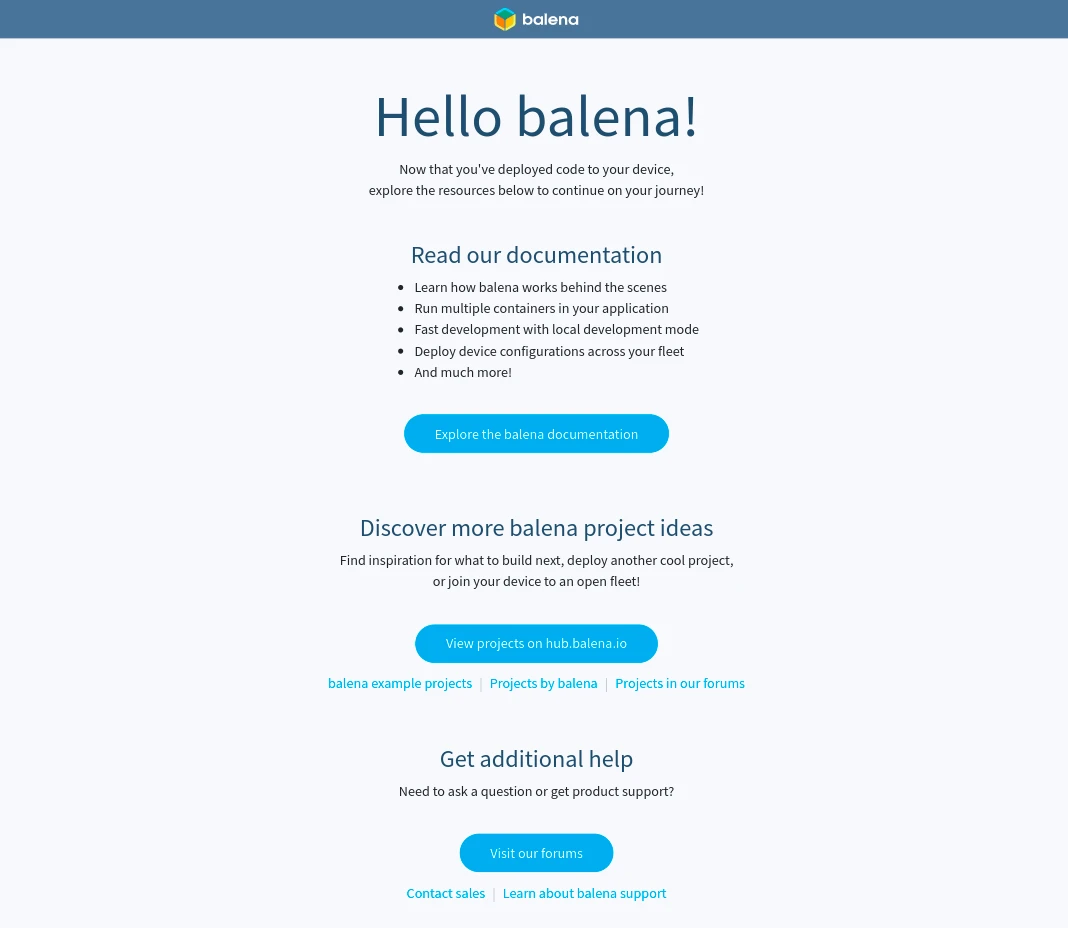 balena
Hello balena!
Now that you've deployed code to your device,
explore the resources below to continue on your journey!
Read our documentation
Learn how balena works behind the scenes
Run multiple containers in your application
Fast development with local development mode
Deploy device configurations across your fleet
And much more!
Explore the balena documentation
Discover more balena project ideas
Find inspiration for what to build next, deploy another cool project,
or join your device to an open fleet!
View projects on hub.balena.io
balena example projects | Projects by balena | Projects in our forums
Get additional help
Need to ask a question or get product support?
Visit our forums
Contact sales | Learn about balena support